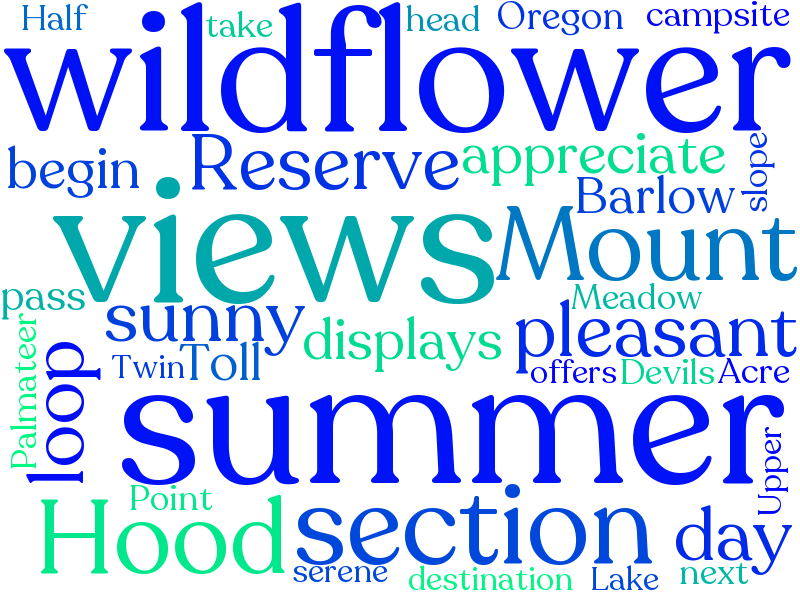 Half take head Oregon campsite
wildflower
begin Reserve appreciate slope
Barlow
views Mount
pass Meadow
sunny displays pleasant
Palmateer loop Twin Toll offers Devils Acre
summer
Upper
Point
Hood section day
serene destination Lake next